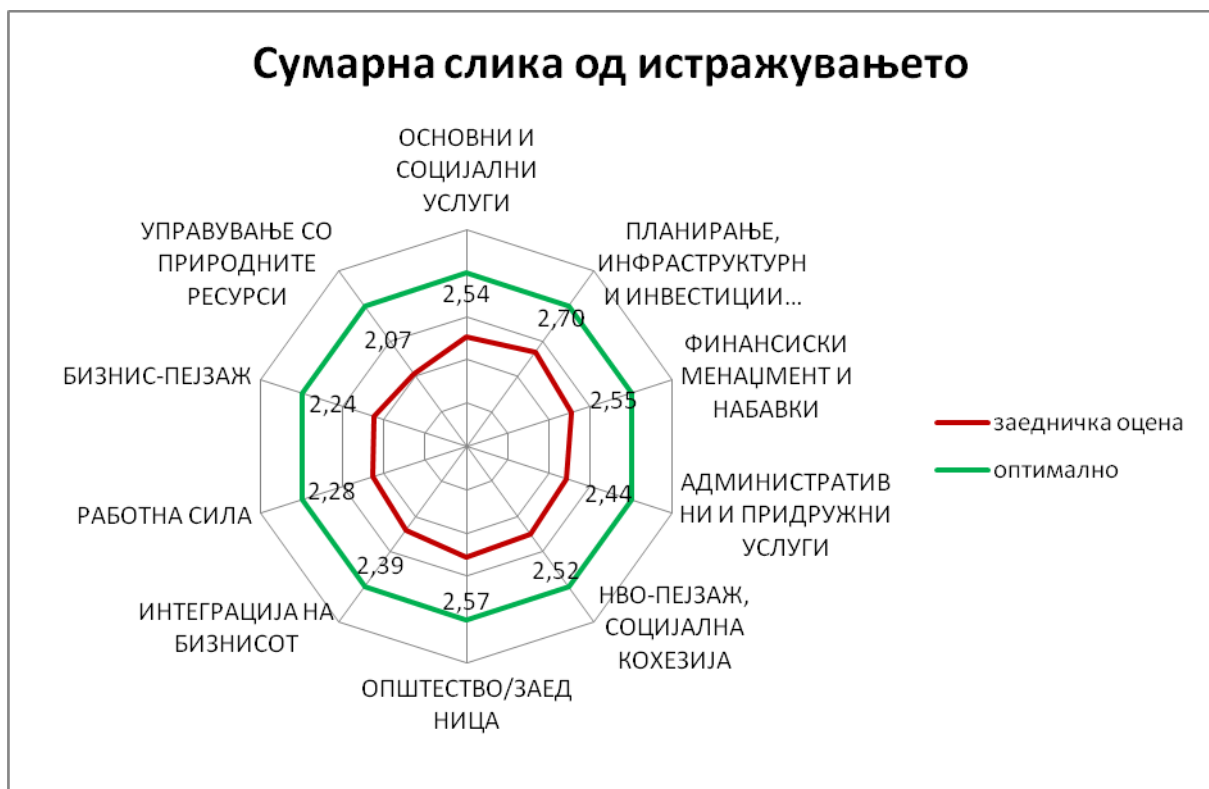 Сумарна слика од истражувањето
ОСНОВНИ И
СОЦИЈАЛНИ
УСЛУГИ
ПЛАНИРАЊЕ,
ИНФРАСТРУКТУРН
И ИНВЕСТИЦИИ...
ФИНАНСИСКИ
МЕНАЏМЕНТ И
НАБАВКИ
АДМИНИСТРАТИВ
НИ И ПРИДРУЖНИ
УСЛУГИ
НВО-ПЕЈЗАЖ,
СОЦИЈАЛНА
КОХЕЗИЈА
ОПШТЕСТВО/ЗАЕД
НИЦА
ИНТЕГРАЦИЈА НА
БИЗНИСОТ
РАБОТНА СИЛА
БИЗНИС-ПЕЈЗАЖ
УПРАВУВАЊЕ СО
ПРИРОДНИТЕ
РЕСУРСИ
2,54
2,70
2,55
2,44
2,52
2,57
2,39
2,28
2,24
2,07
заедничка оцена
оптимално